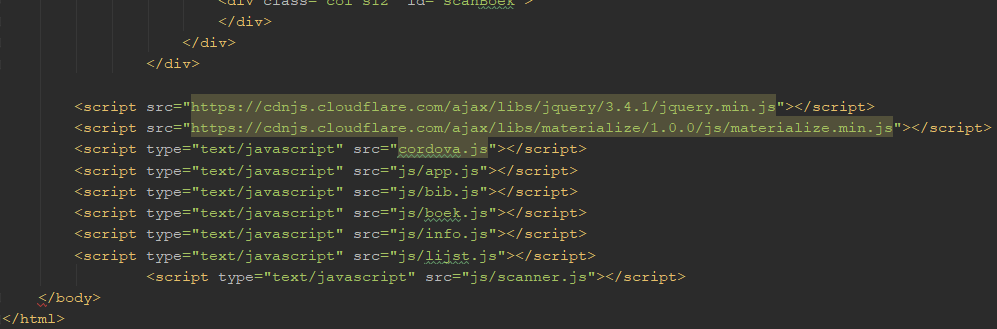 <div class="col s12" id="scanBoek">
</div>
</div>
</div>
<script src="https://cdnjs.cloudflare.com/ajax/libs/jquery/3.4.1/jquery.min.js"></script>
<script src="https://cdnjs.cloudflare.com/ajax/libs/materialize/1.0.0/js/materialize.min.js"></script>
<script type="text/javascript" src="cordova.js"></script>
<script type="text/javascript" src="js/app.js"></script>
<script type="text/javascript" src="js/bib.js"></script>
<script type="text/javascript" src="js/boek.js"></script>
<script type="text/javascript" src="js/info.js"></script>
<script type="text/javascript" src="js/lijst.js"></script>
<script type="text/javascript" src="js/scanner.js"></script>
</body>
</html>